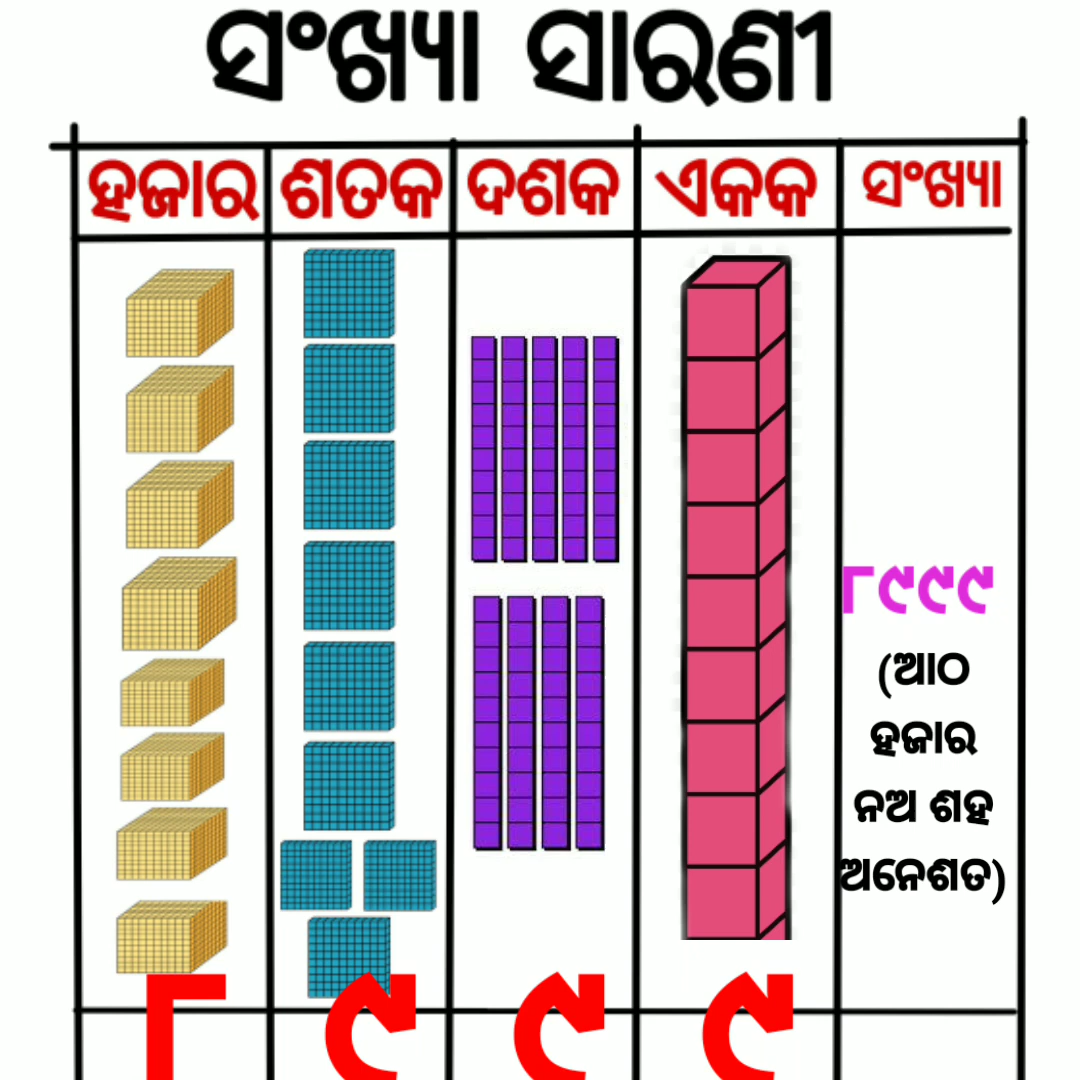 ସଂଖ୍ୟା ସାରଣୀ
ହଜାର ଶତକ ଦଶକ ଏକକ ସଂଖ୍ୟା
୮୯୯୯
(ଆଠ
ହଜାର
ନଅ ଶହ
ଅନେଶତ)
୮ ୯ ୯ ୯